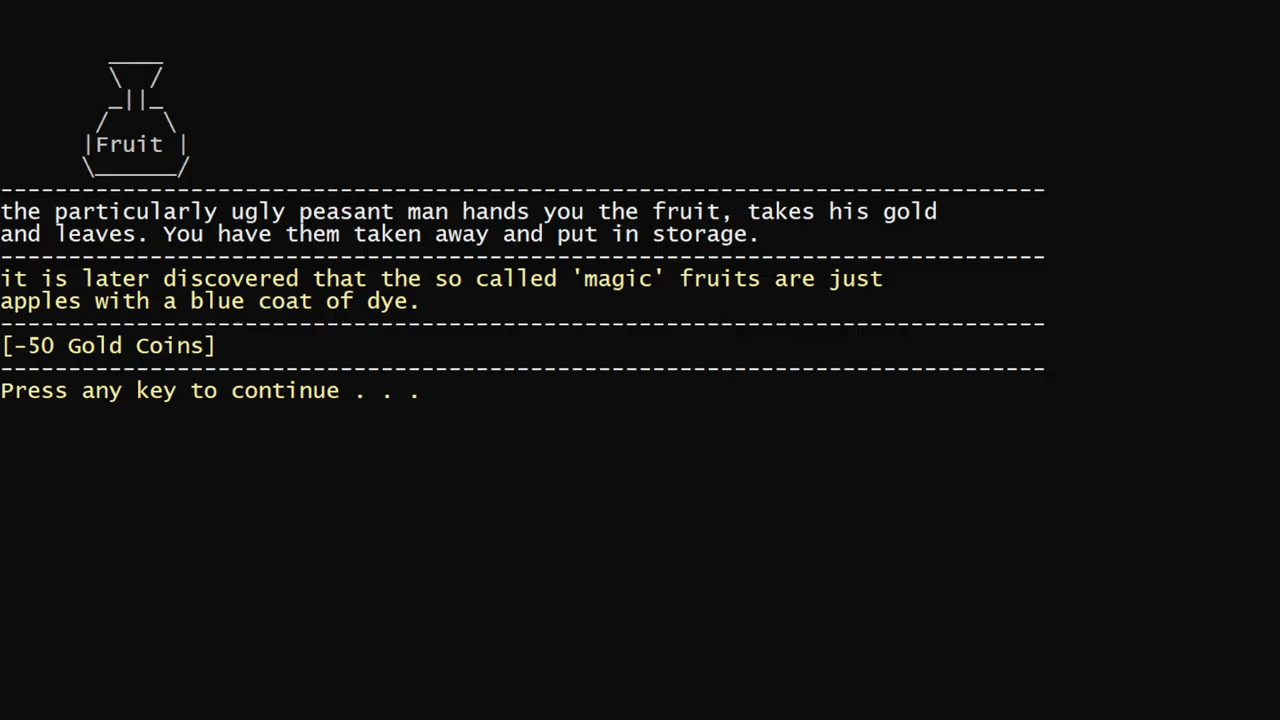 Fruit
the particularly ugly peasant man hands you the fruit, takes his gold
and leaves. You have them taken away and put in storage.
it is later discovered that the so called 'magic' fruits are just
apples with a blue coat of dye.
[-50 Gold Coins]
Press any key to continue . . .